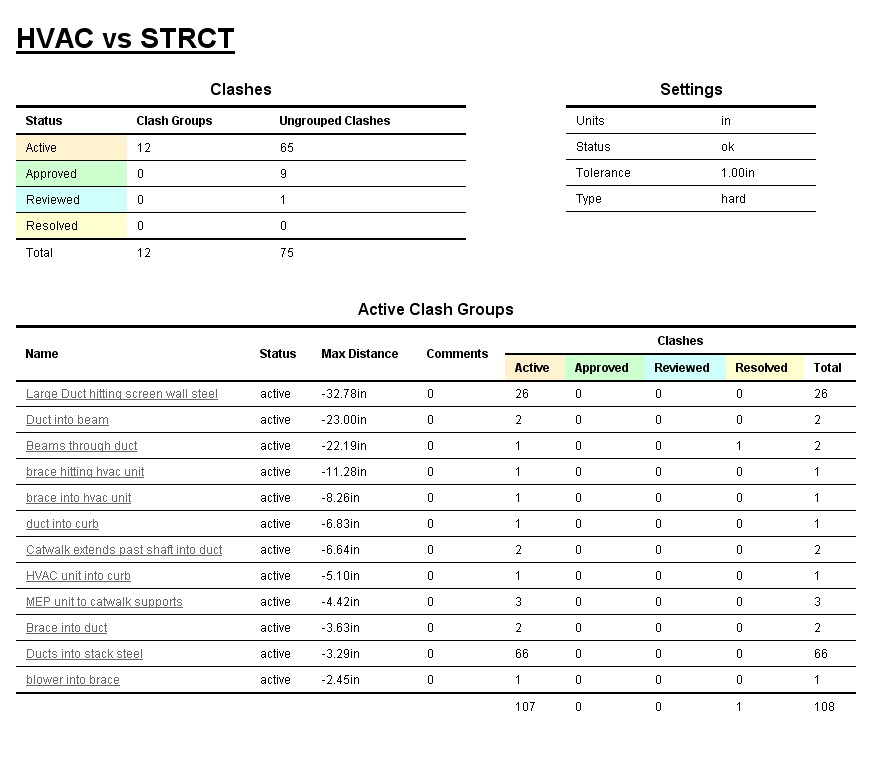 HVAC vs STRCT
Clashes
Status Clash Groups Ungrouped Clashes
Active 12 65
Approved 0 9
Reviewed 0 1
Resolved 0 0
Total 12 75
Settings
Units in
Status ok
Tolerance 1.00in
Type hard
Active Clash Groups
Name Status Max Distance Comments Clashes
Active Approved Reviewed Resolved Total
Large Duct hitting screen wall steel active -32.78in 0 26 0 0 0 26
Duct into beam active -23.00in 0 2 0 0 0 2
Beams through duct active -22.19in 0 1 0 0 1 2
brace hitting hvac unit active -11.28in 0 1 0 0 0 1
brace into hvac unit active -8.26in 0 1 0 0 0 1
duct into curb active -6.83in 0 1 0 0 0 1
Catwalk extends past shaft into duct active -6.64in 0 2 0 0 0 2
HVAC unit into curb active -5.10in 0 1 0 0 0 1
MEP unit to catwalk supports active -4.42in 0 3 0 0 0 3
Brace into duct active -3.63in 0 2 0 0 0 2
Ducts into stack steel active -3.29in 0 66 0 0 0 66
blower into brace active -2.45in 0 1 0 0 0 1
107 0 0 1 108